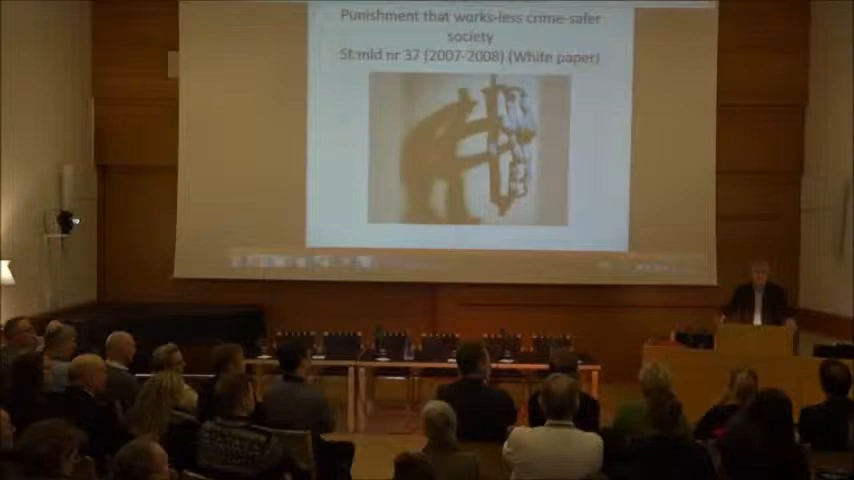 Punishment that works-less crime-safer
society
St.mld nr 37 (2007-2008) (White paper)